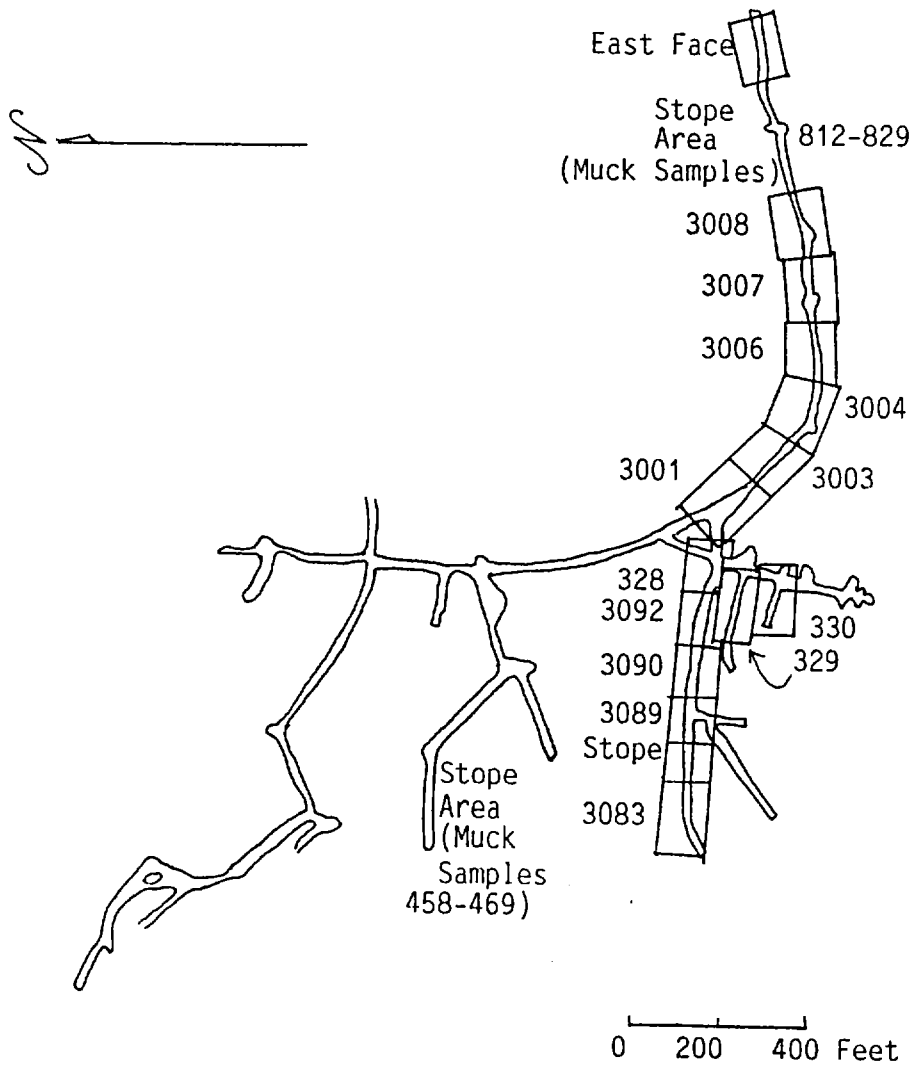 East Face
N
Stope
Area
(Muck Samples)
812-829
3008
3007
3006
3004
3001
3003
328
3092
330
3090
329
3089
Stope
3083
Stope
Area
(Muck
Samples
458-469)
0 200 400 Feet